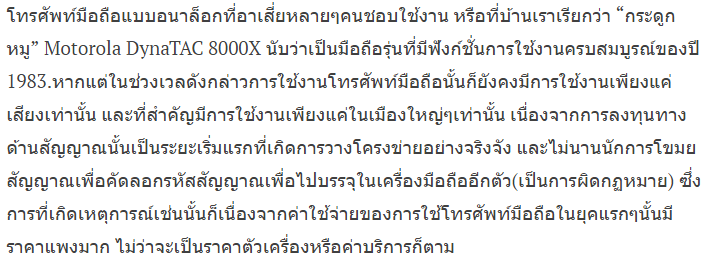 โทรศัพท์มือถือแบบอนาล็อกที่อาเสี่ยหลายๆคนชอบใช้งาน หรือที่บ้านเราเรียกว่า “กระดูก
หมู” Motorola DynaTAC 8000X นับว่าเป็นมือถือรุ่นที่มีฟังก์ชั่นการใช้งานครบสมบูรณ์ของปี
1983.หากแต่ในช่วงเวลดังกล่าวการใช้งานโทรศัพท์มือถือนั้นก็ยังคงมีการใช้งานเพียงแค่
เสียงเท่านั้น และที่สำคัญมีการใช้งานเพียงแค่ในเมืองใหญ่ๆเท่านั้น เนื่องจากการลงทุนทาง
ด้านสัญญาณนั้นเป็นระยะเริ่มแรกที่เกิดการวางโครงข่ายอย่างจริงจัง และไม่นานนักการโขมย
สัญญาณเพื่อคัดลอกรหัสสัญญาณเพื่อไปบรรจุในเครื่องมือถืออีกตัว(เป็นการผิดกฏหมาย) ซึ่ง
การที่เกิดเหตุการณ์เช่นนั้นก็เนื่องจากค่าใช้จ่ายของการใช้โทรศัพท์มือถือในยุคแรกๆนั้นมี
ราคาแพงมาก ไม่ว่าจะเป็นราคาตัวเครื่องหรือค่าบริการก็ตาม